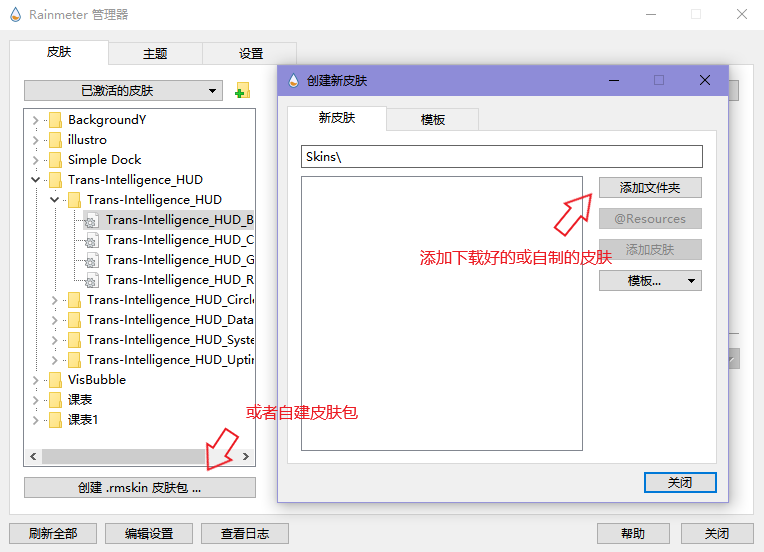 Rainmeter 管理器
皮肤
主题
设置
已激活的皮肤
BackgroundY
illustro
Simple Dock
Trans-Intelligence_HUD
Trans-Intelligence_HUD
Trans-Intelligence_HUD_B
Trans-Intelligence_HUD_C
Trans-Intelligence_HUD_G
Trans-Intelligence_HUD_R
Trans-Intelligence_HUD_Circle
Trans-Intelligence_HUD_Data
Trans-Intelligence_HUD_Syste
Trans-Intelligence_HUD_Uptir
VisBubble
课表
课表1
或者自建皮肤包
创建 .rmskin 皮肤包 ...
刷新全部
编辑设置
查看日志
帮助
关闭
创建新皮肤
新皮肤
模板
Skins\
添加文件夹
@Resources
添加皮肤
模板...
添加下载好的或自制的皮肤
关闭